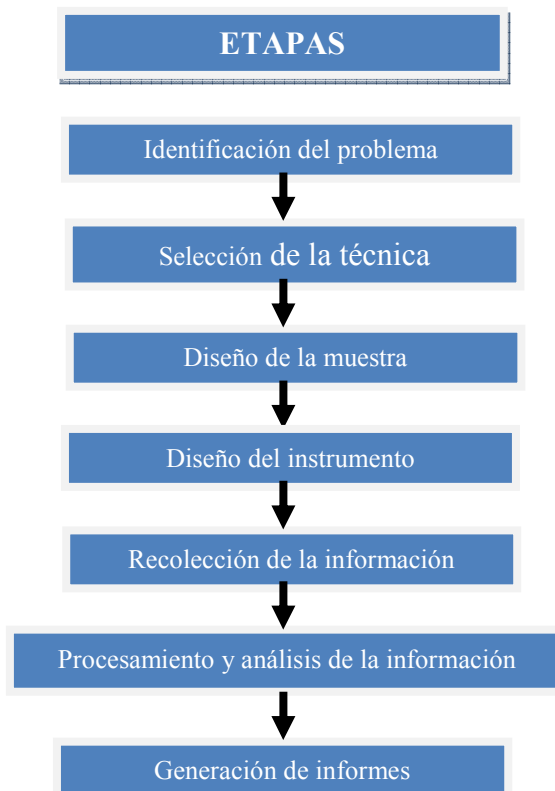 ETAPAS
Identificación del problema
Selección de la técnica
Diseño de la muestra
Diseño del instrumento
Recolección de la información
Procesamiento y análisis de la información
Generación de informes